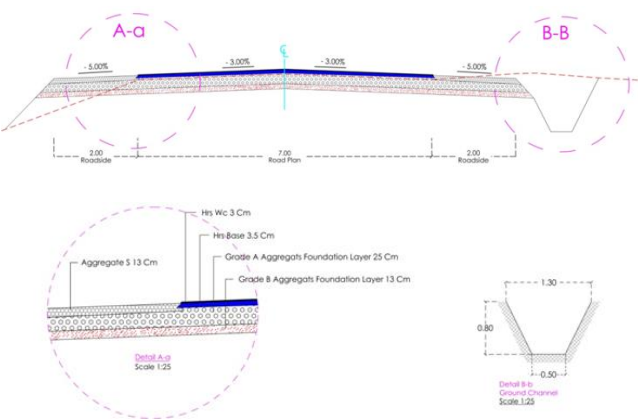 A-a
B-B
- 5.00%
- 3.00%
- 3.00%
- 5.00%
2.00
Roadside
7.00
Road Plan
2.00
Roadside
Hrs Wc 3 Cm
Hrs Base 3.5 Cm
Grade A Aggregats Foundation Layer 25 Cm
Aggregate S 13 Cm
Grade B Aggregats Foundation Layer 13 Cm
Detail A-a
Scale 1:25
1.30
0.80
0.50
Detail B-b
Ground Channel
Scale 1:25